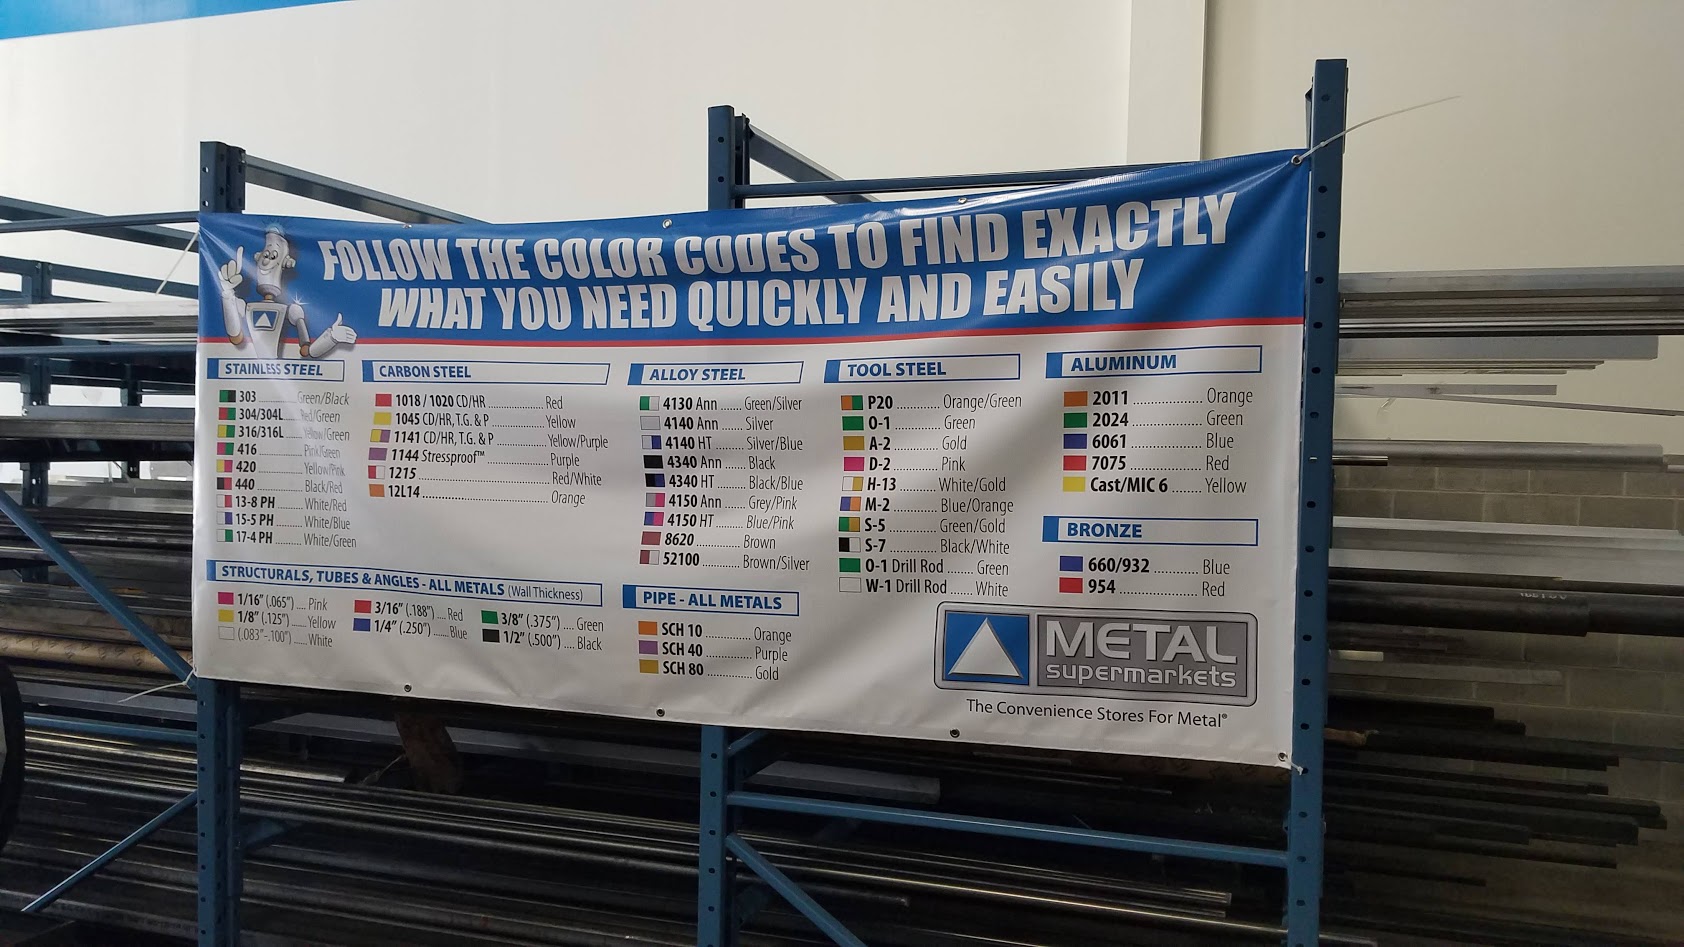 FOLLOW THE COLOR CODES TO FIND EXACTLY
WHAT YOU NEED QUICKLY AND EASILY
STAINLESS STEEL
303 Green/Black
304/304L Red/Green
316/316L Yellow/Green
416 Pink/Green
420 Yellow/Pink
440 Black/Red
13-8 PH White/Red
15-5 PH White/Blue
17-4 PH White/Green
CARBON STEEL
1018 / 1020 CD/HR Red
1045 CD/HR, T.G. & P Yellow
1141 CD/HR, T.G. & P Yellow/Purple
1144 Stressproof™ Purple
1215 Red/White
12L14 Orange
ALLOY STEEL
4130 Ann Green/Silver
4140 Ann Silver
4140 HT Silver/Blue
4340 Ann Black
4340 HT Black/Blue
4150 Ann Grey/Pink
4150 HT Blue/Pink
8620 Brown
52100 Brown/Silver
TOOL STEEL
P20 Orange/Green
O-1 Green
A-2 Gold
D-2 Pink
H-13 White/Gold
M-2 Blue/Orange
S-5 Green/Gold
S-7 Black/White
O-1 Drill Rod Green
W-1 Drill Rod White
ALUMINUM
2011 Orange
2024 Green
6061 Blue
7075 Red
Cast/MIC 6 Yellow
BRONZE
660/932 Blue
954 Red
STRUCTURALS, TUBES & ANGLES - ALL METALS (Wall Thickness)
1/16" (.065") Pink
1/8" (.125") Yellow
(.083"-.100") White
3/16" (.188") Red
1/4" (.250") Blue
3/8" (.375") Green
1/2" (.500") Black
PIPE - ALL METALS
SCH 10 Orange
SCH 40 Purple
SCH 80 Gold
METAL
supermarkets
The Convenience Stores For Metal®